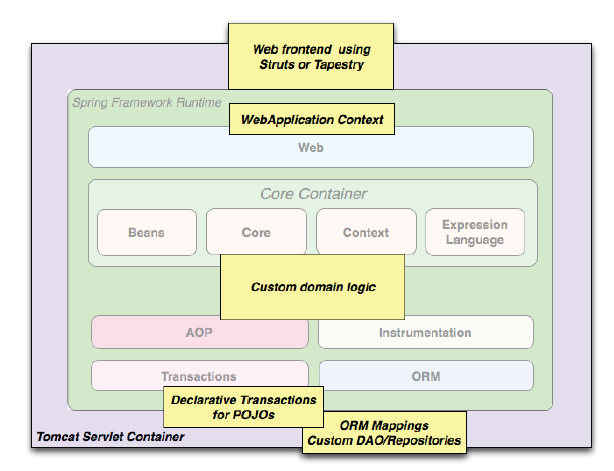 Web frontend using
Struts or Tapestry
Spring Framework Runtime
WebApplication Context
Web
Core Container
Beans
Core
Context
Expression
Language
Custom domain logic
AOP
Instrumentation
Transactions
ORM
Declarative Transactions
for POJOs
ORM Mappings
Custom DAO/Repositories
Tomcat Servlet Container